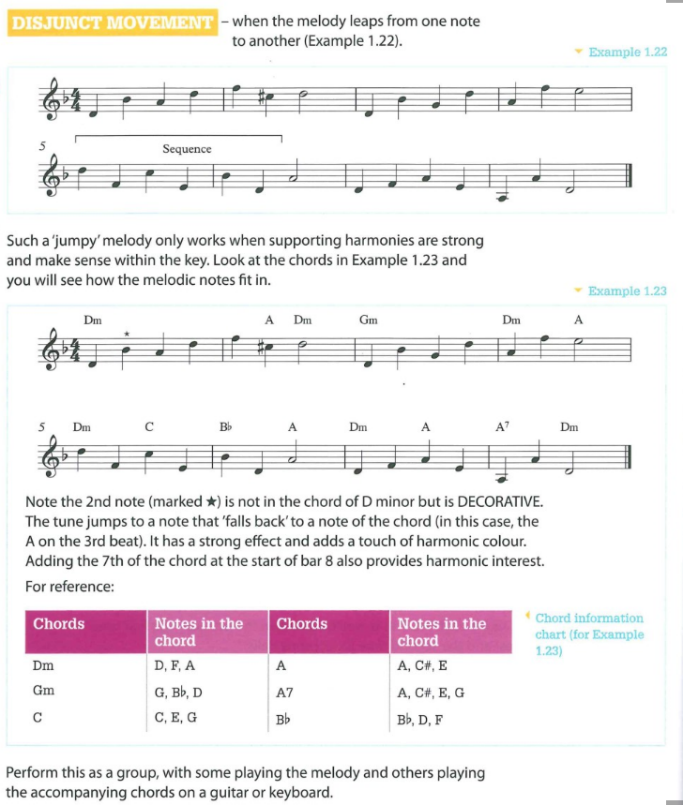 DISJUNCT MOVEMENT – when the melody leaps from one note
to another (Example 1.22).
Example 1.22
4
4
5
Sequence
Such a 'jumpy' melody only works when supporting harmonies are strong
and make sense within the key. Look at the chords in Example 1.23 and
you will see how the melodic notes fit in.
Example 1.23
Dm A Dm Gm Dm A
*
4
4
5 Dm C B♭ A Dm A A7 Dm
Note the 2nd note (marked ★) is not in the chord of D minor but is DECORATIVE.
The tune jumps to a note that 'falls back' to a note of the chord (in this case, the
A on the 3rd beat). It has a strong effect and adds a touch of harmonic colour.
Adding the 7th of the chord at the start of bar 8 also provides harmonic interest.
For reference:
Chords Notes in the chord Chords Notes in the chord
Dm D, F, A A A, C#, E
Gm G, B♭, D A7 A, C#, E, G
C C, E, G B♭ B♭, D, F
Chord information
chart (for Example
1.23)
Perform this as a group, with some playing the melody and others playing
the accompanying chords on a guitar or keyboard.